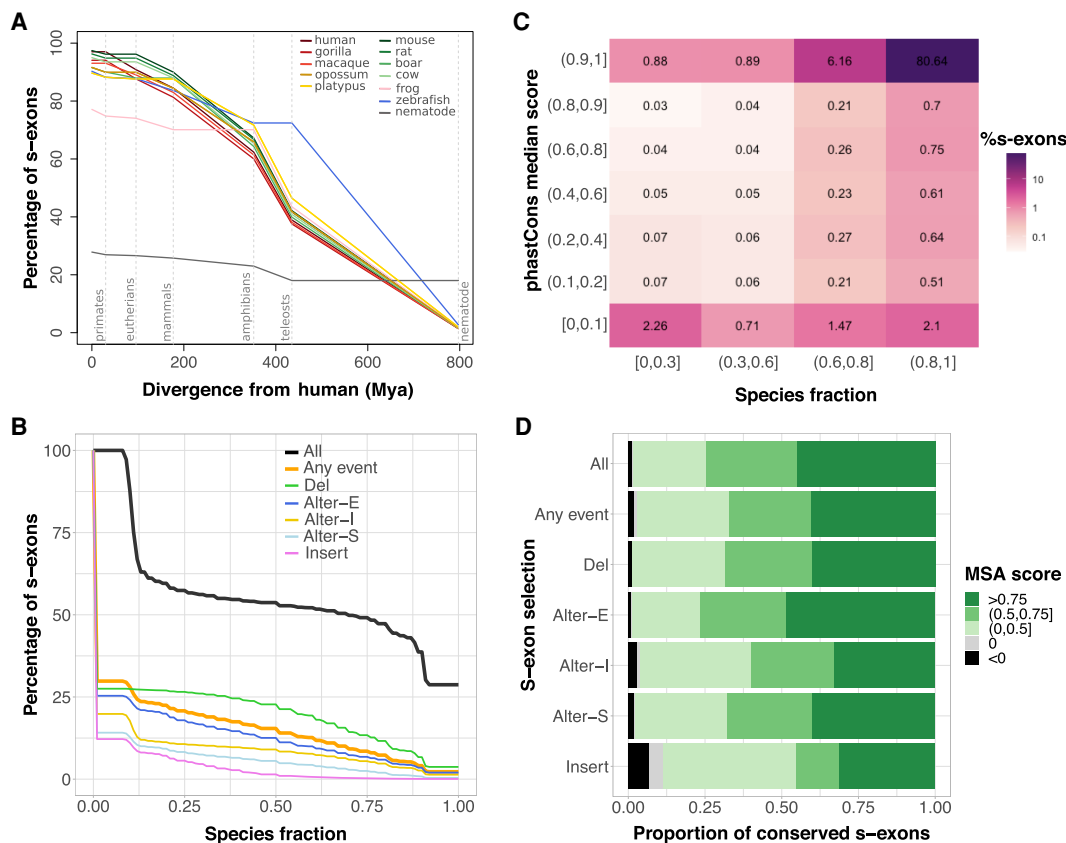 A
Percentage of s-exons
100
80
60
40
20
0
human
gorilla
macaque
opossum
platypus
mouse
rat
boar
cow
frog
zebrafish
nematode
primates
eutherians
mammals
amphibians
teleosts
nematode
0
200
400
600
800
Divergence from human (Mya)
B
Percentage of s−exons
100
75
50
25
0
All
Any event
Del
Alter−E
Alter−I
Alter−S
Insert
0.00
0.25
0.50
0.75
1.00
Species fraction
C
phastCons median score
(0.9,1] 0.88 0.89 6.16 80.64
(0.8,0.9] 0.03 0.04 0.21 0.7
(0.6,0.8] 0.04 0.04 0.26 0.75
(0.4,0.6] 0.05 0.05 0.23 0.61
(0.2,0.4] 0.07 0.06 0.27 0.64
(0.1,0.2] 0.07 0.06 0.21 0.51
[0,0.1] 2.26 0.71 1.47 2.1
[0,0.3] (0.3,0.6] (0.6,0.8] (0.8,1]
Species fraction
%s-exons
10
1
0.1
D
S−exon selection
All
Any event
Del
Alter−E
Alter−I
Alter−S
Insert
0.00
0.25
0.50
0.75
1.00
Proportion of conserved s−exons
MSA score
>0.75
(0.5,0.75]
(0,0.5]
0
<0